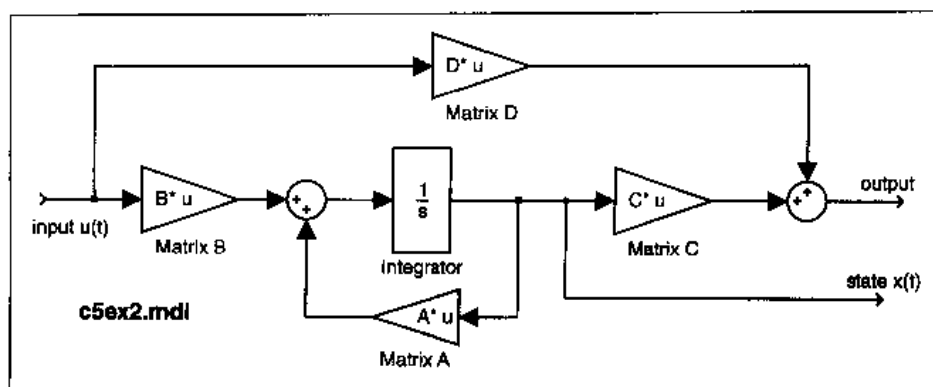 D* u
Matrix D
B* u
+
+
1
s
C* u
+
+
output
input u(t)
Matrix B
Integrator
Matrix C
state x(t)
c5ex2.mdl
A* u
Matrix A